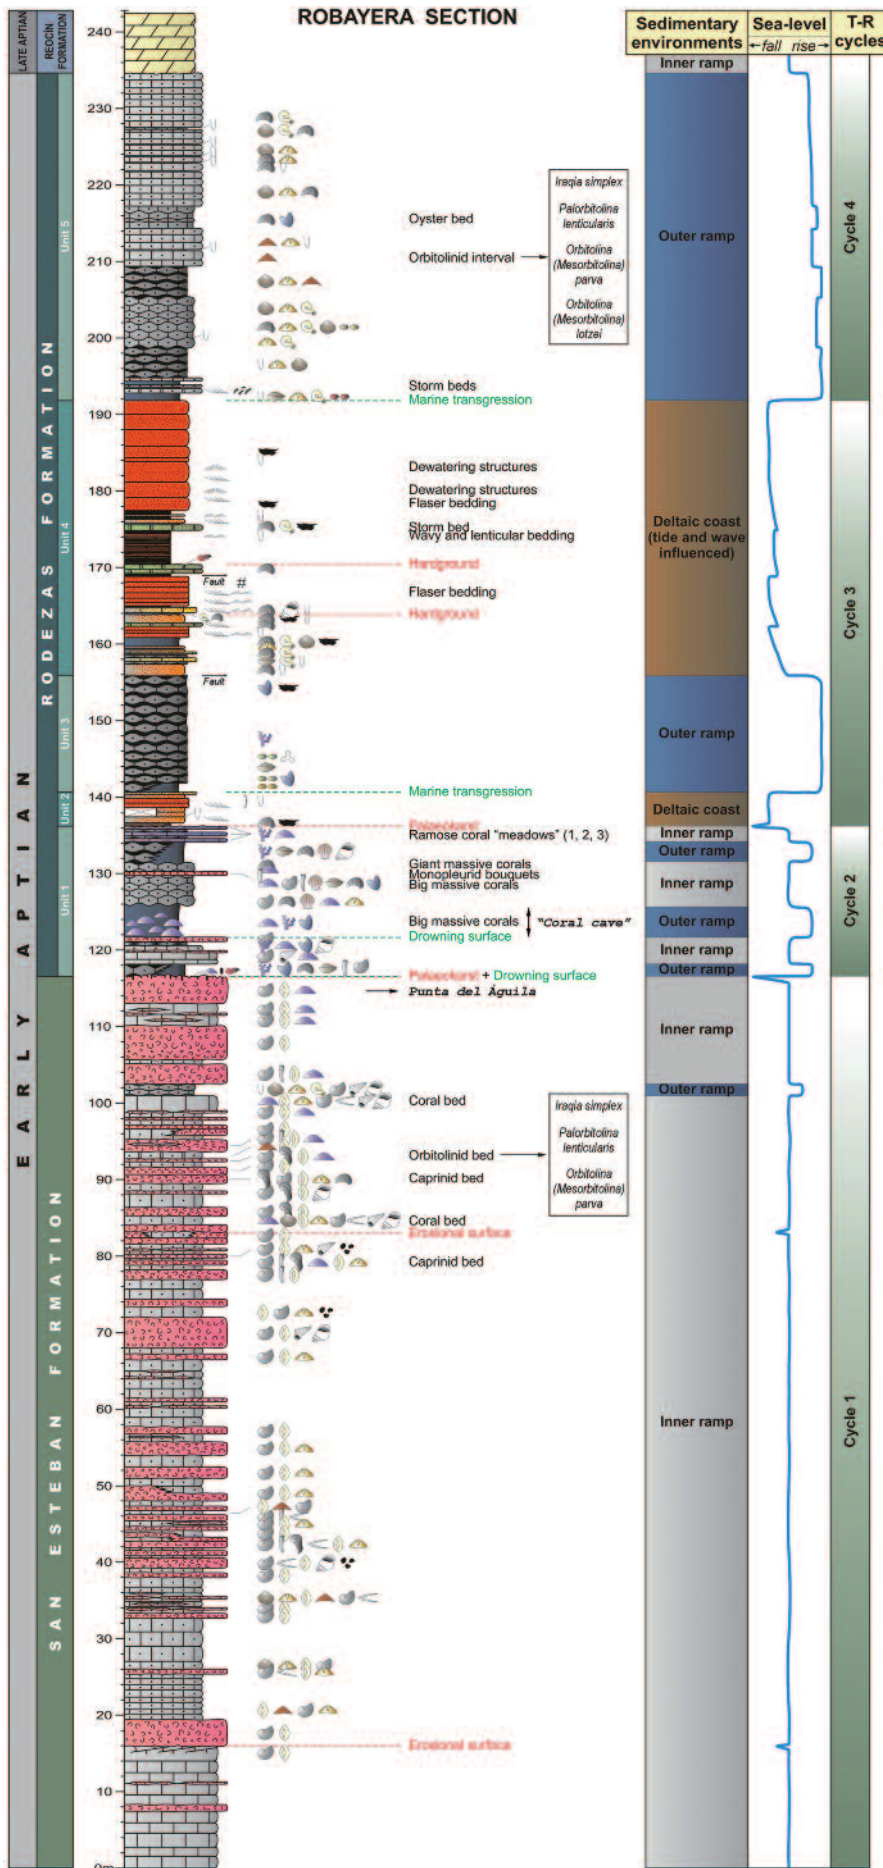 ROBAYERA SECTION
LATE APTIAN
REOCÍN
FORMATION
Sedimentary
environments
Sea-level
fall rise
T-R
cycles
240
230
220
210
200
190
180
170
160
150
140
130
120
110
100
90
80
70
60
50
40
30
20
10
0m
EARLY APTIAN
RODEZAS FORMATION
SAN ESTEBAN FORMATION
Unit 5
Unit 4
Unit 3
Unit 2
Unit 1
Oyster bed
Orbitolinid interval
Iraqia simplex
Palorbitolina
lenticularis
Orbitolina
(Mesorbitolina)
parva
Orbitolina
(Mesorbitolina)
lotzei
Storm beds
Marine transgression
Dewatering structures
Dewatering structures
Flaser bedding
Storm bed
Wavy and lenticular bedding
Hardground
Fault #
Flaser bedding
Hardground
Fault
Marine transgression
Palaeokarst
Ramose coral "meadows" (1, 2, 3)
Giant massive corals
Monopleurid bouquets
Big massive corals
Big massive corals
"Coral cave"
Drowning surface
Palaeokarst + Drowning surface
Punta del Águila
Coral bed
Orbitolinid bed
Iraqia simplex
Palorbitolina
lenticularis
Orbitolina
(Mesorbitolina)
parva
Caprinid bed
Coral bed
Erosional surface
Caprinid bed
Erosional surface
Inner ramp
Outer ramp
Deltaic coast
(tide and wave
influenced)
Outer ramp
Deltaic coast
Inner ramp
Outer ramp
Inner ramp
Outer ramp
Inner ramp
Outer ramp
Inner ramp
Outer ramp
Inner ramp
Cycle 4
Cycle 3
Cycle 2
Cycle 1